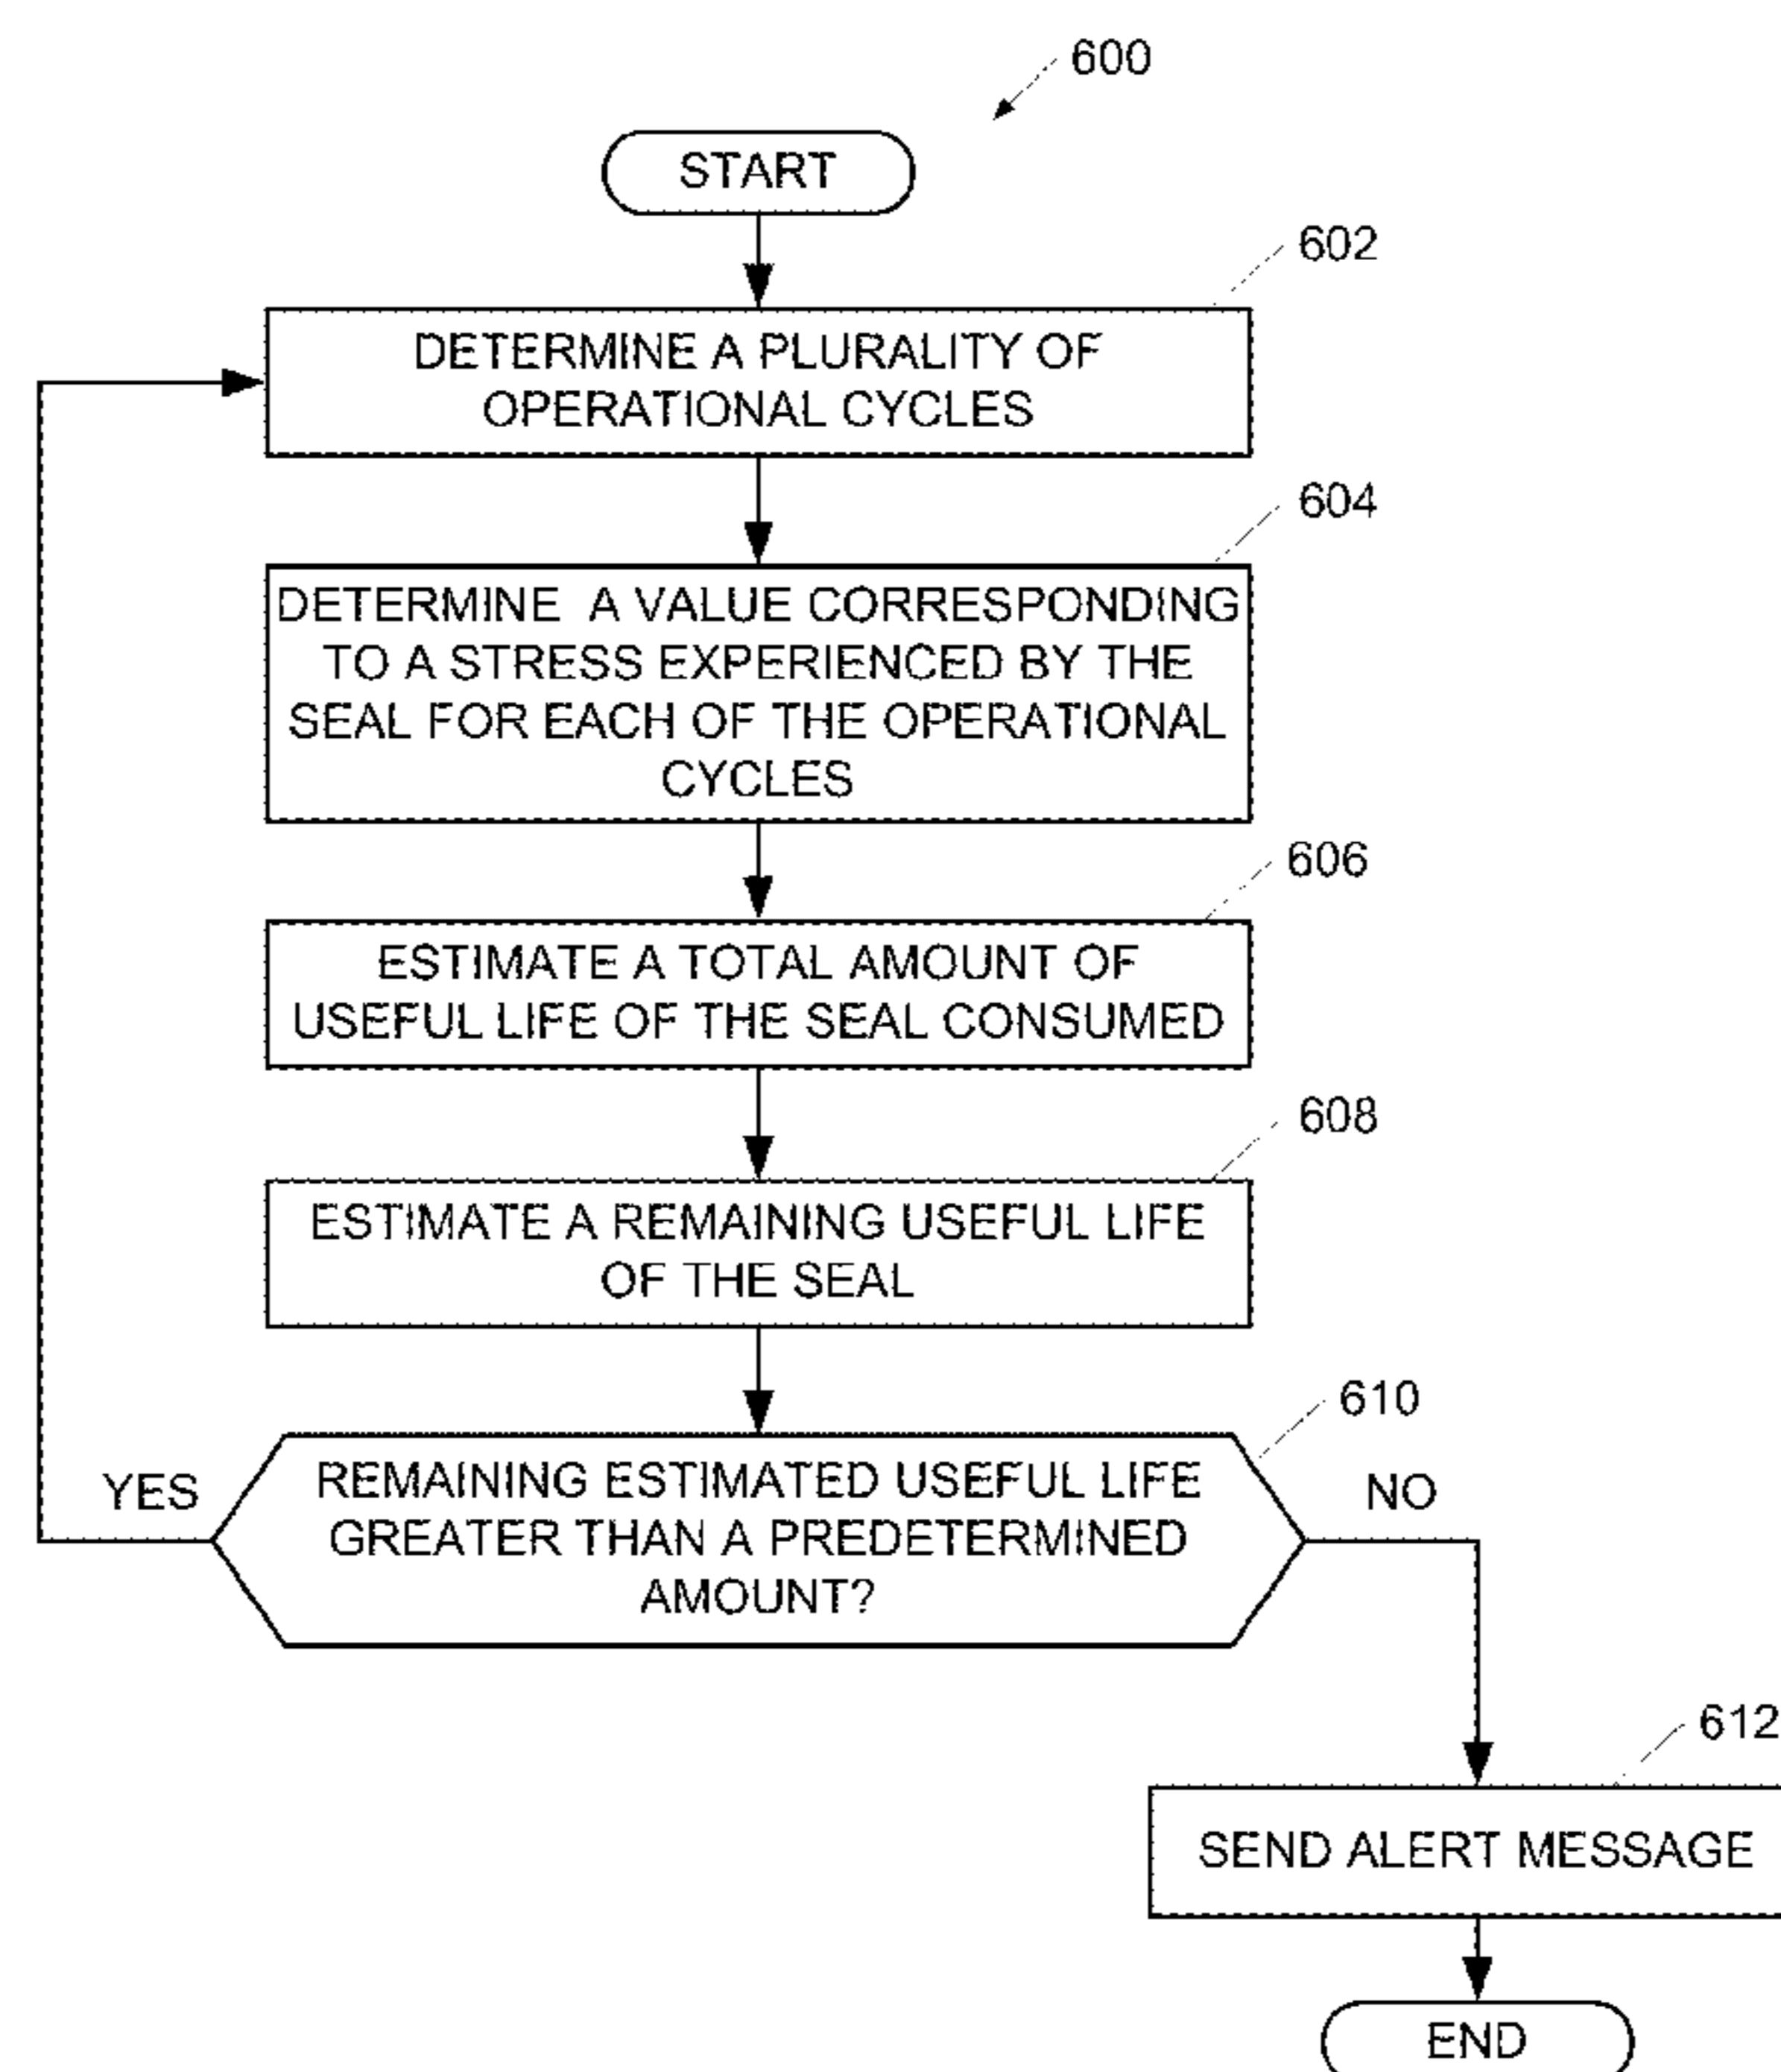 600
START
602
DETERMINE A PLURALITY OF
OPERATIONAL CYCLES
604
DETERMINE A VALUE CORRESPONDING
TO A STRESS EXPERIENCED BY THE
SEAL FOR EACH OF THE OPERATIONAL
CYCLES
606
ESTIMATE A TOTAL AMOUNT OF
USEFUL LIFE OF THE SEAL CONSUMED
608
ESTIMATE A REMAINING USEFUL LIFE
OF THE SEAL
610
YES
REMAINING ESTIMATED USEFUL LIFE
GREATER THAN A PREDETERMINED
AMOUNT?
NO
612
SEND ALERT MESSAGE
END